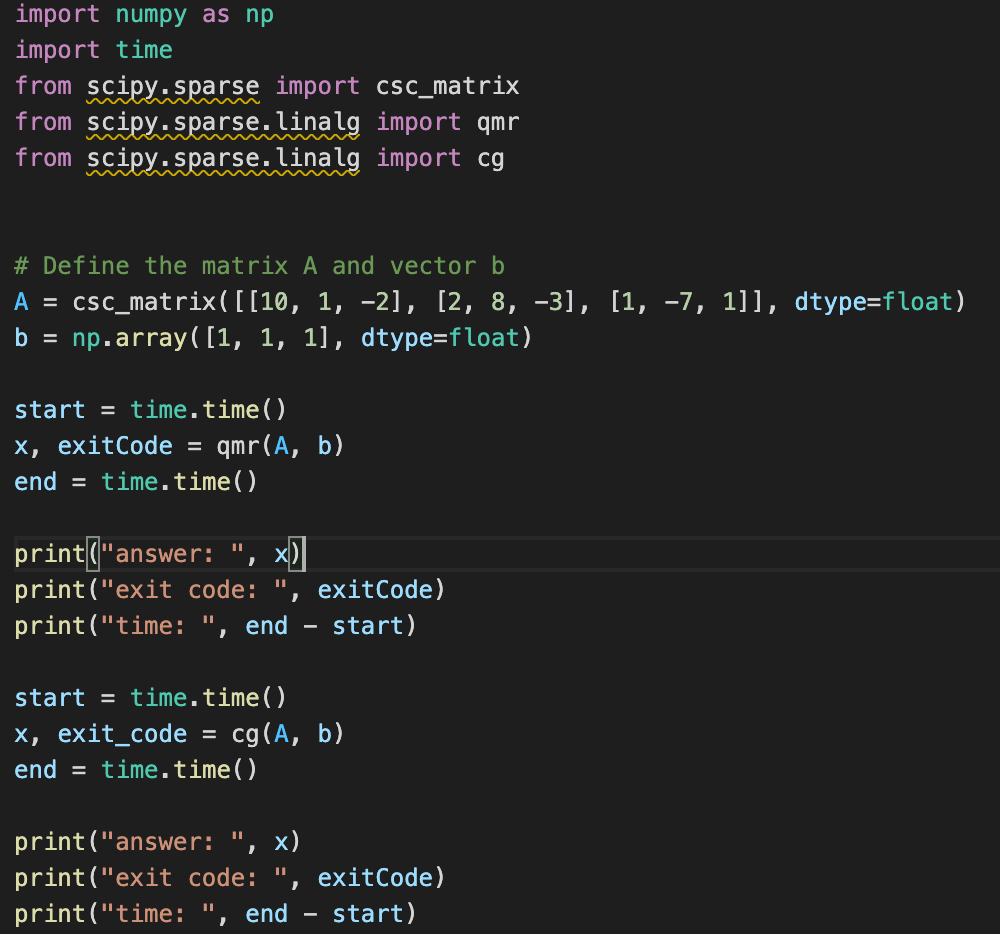 import numpy as np
import time
from scipy.sparse import csc_matrix
from scipy.sparse.linalg import qmr
from scipy.sparse.linalg import cg
# Define the matrix A and vector b
A = csc_matrix([[10, 1, -2], [2, 8, -3], [1, -7, 1]], dtype=float)
b = np.array([1, 1, 1], dtype=float)
start = time.time()
x, exitCode = qmr(A, b)
end = time.time()
print("answer: ", x)
print("exit code: ", exitCode)
print("time: ", end - start)
start = time.time()
x, exit_code = cg(A, b)
end = time.time()
print("answer: ", x)
print("exit code: ", exitCode)
print("time: ", end - start)